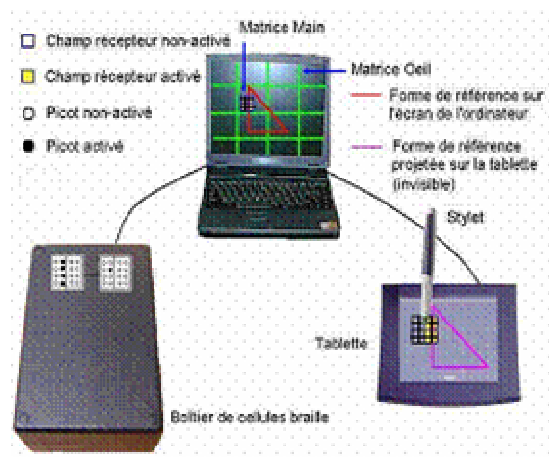 Matrice Main
Champ récepteur non-activé
Matrice Oeil
Champ récepteur activé
Forme de référence sur
l'écran de l'ordinateur
Picot non-activé
Picot activé
Forme de référence
projetée sur la tablette
(invisible)
Stylet
Tablette
Boîtier de cellules braille